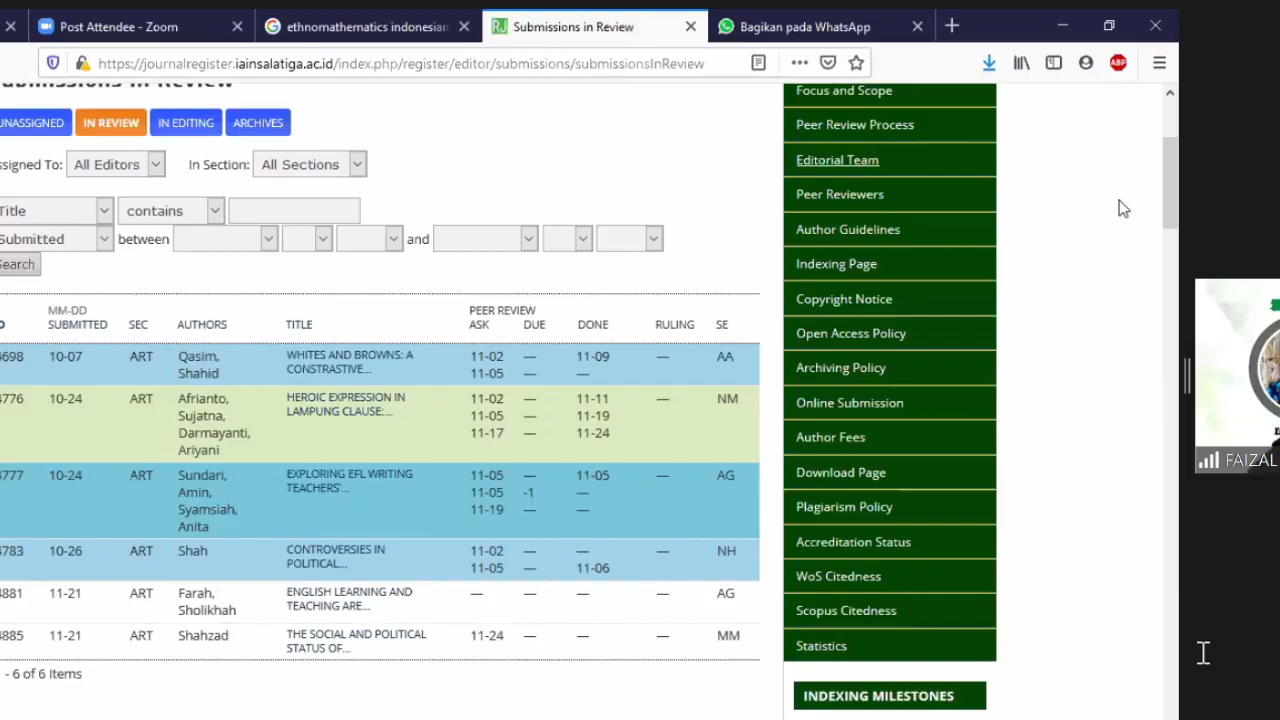 Post Attendee - Zoom
ethnomathematics indonesian
Submissions in Review
Bagikan pada WhatsApp
https://journalregister.iainsalatiga.ac.id/index.php/register/editor/submissions/submissionsInReview
ABP
UNASSIGNED IN REVIEW IN EDITING ARCHIVES
ssigned To: All Editors In Section: All Sections
Title contains
Submitted between and
Search
MM-DD PEER REVIEW
SUBMITTED SEC AUTHORS TITLE ASK DUE DONE RULING SE
4698 10-07 ART Qasim, WHITES AND BROWNS: A 11-02 — 11-09 — AA
Shahid CONSTRASTIVE... 11-05 — —
4776 10-24 ART Afrianto, HEROIC EXPRESSION IN 11-02 — 11-11 — NM
Sujatna, LAMPUNG CLAUSE:... 11-05 — 11-19
Darmayanti, 11-17 — 11-24
Ariyani
4777 10-24 ART Sundari, EXPLORING EFL WRITING 11-05 — 11-05 — AG
Amin, TEACHERS'... 11-05 -1 —
Syamsiah, 11-19 — —
Anita
4783 10-26 ART Shah CONTROVERSIES IN 11-02 — — — NH
POLITICAL... 11-05 — 11-06
4881 11-21 ART Farah, ENGLISH LEARNING AND — — — — AG
Sholikhah TEACHING ARE...
4885 11-21 ART Shahzad THE SOCIAL AND POLITICAL 11-24 — — — MM
STATUS OF...
- 6 of 6 Items
Focus and Scope
Peer Review Process
Editorial Team
Peer Reviewers
Author Guidelines
Indexing Page
Copyright Notice
Open Access Policy
Archiving Policy
Online Submission
Author Fees
Download Page
Plagiarism Policy
Accreditation Status
WoS Citedness
Scopus Citedness
Statistics
INDEXING MILESTONES
FAIZAL